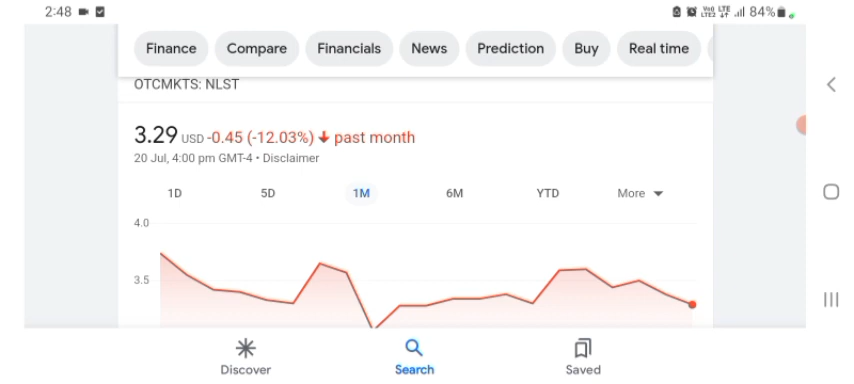 2:48
84%
Finance Compare Financials News Prediction Buy Real time
OTCMKTS: NLST
3.29 USD -0.45 (-12.03%) past month
20 Jul, 4:00 pm GMT-4 • Disclaimer
1D 5D 1M 6M YTD More
4.0
3.5
Discover Search Saved